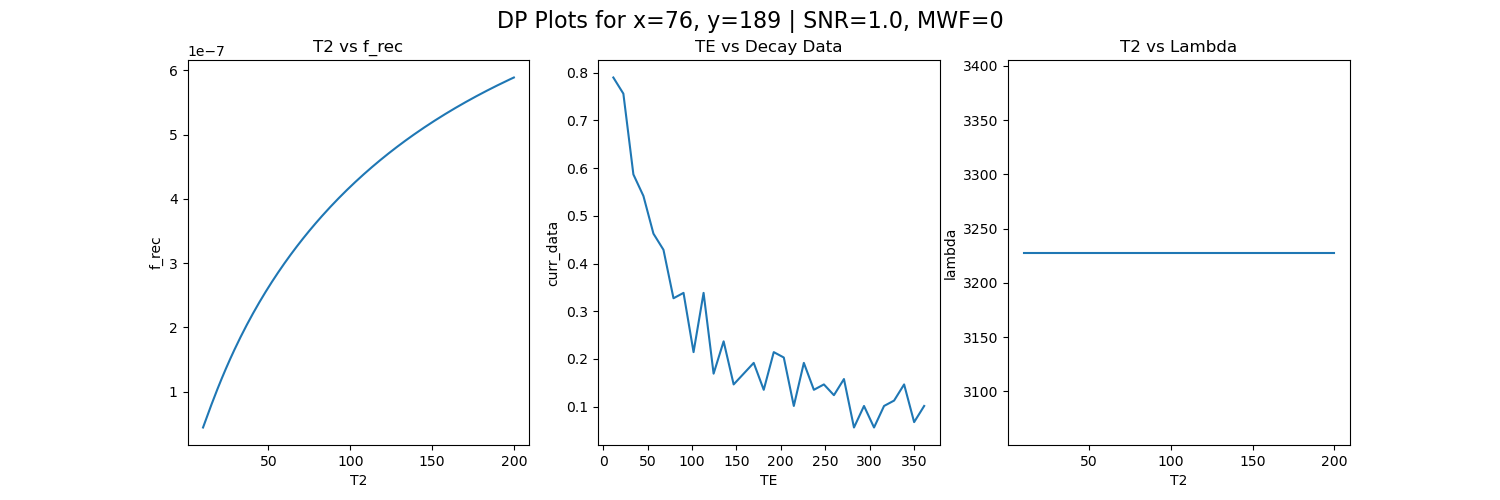 DP Plots for x=76, y=189 | SNR=1.0, MWF=0
T2 vs f_rec
1e−7
6
5
4
3
2
1
f_rec
50 100 150 200
T2
TE vs Decay Data
0.8
0.7
0.6
0.5
0.4
0.3
0.2
0.1
curr_data
0 50 100 150 200 250 300 350
TE
T2 vs Lambda
3400
3350
3300
3250
3200
3150
3100
lambda
50 100 150 200
T2